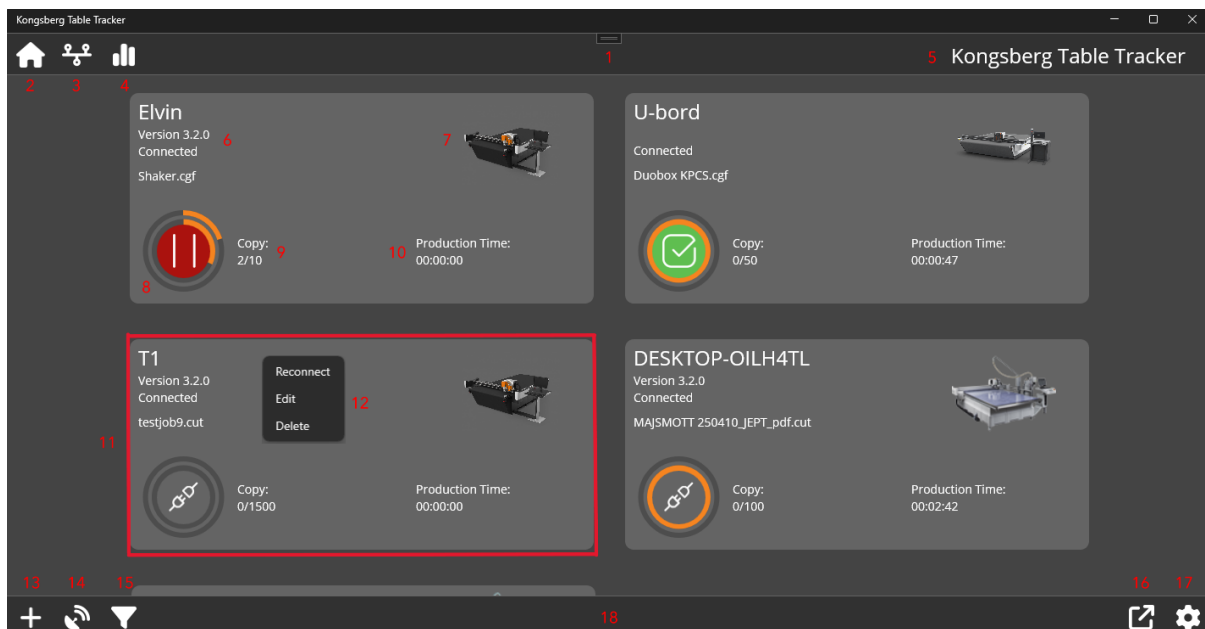 Kongsberg Table Tracker
1
5 Kongsberg Table Tracker
2 3 4
Elvin
Version 3.2.0 6
Connected
Shaker.cgf
7
8
Copy: 9
2/10
10 Production Time:
00:00:00
U-bord
Connected
Duobox KPCS.cgf
Copy:
0/50
Production Time:
00:00:47
11
T1
Version 3.2.0
Connected
testjob9.cut
Reconnect
Edit
Delete
12
Copy:
0/1500
Production Time:
00:00:00
DESKTOP-OILH4TL
Version 3.2.0
Connected
MAJSMOTT 250410_JEPT_pdf.cut
Copy:
0/100
Production Time:
00:02:42
13 14 15 16 17
18